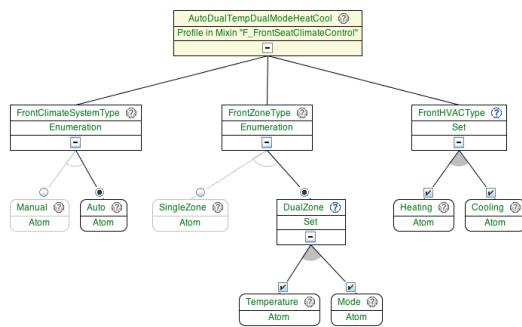 AutoDualTempDualModeHeatCool
Profile in Mixin "F_FrontSeatClimateControl"
FrontClimateSystemType
Enumeration
FrontZoneType
Enumeration
FrontHVACType
Set
Manual
Atom
Auto
Atom
SingleZone
Atom
DualZone
Set
Heating
Atom
Cooling
Atom
Temperature
Atom
Mode
Atom